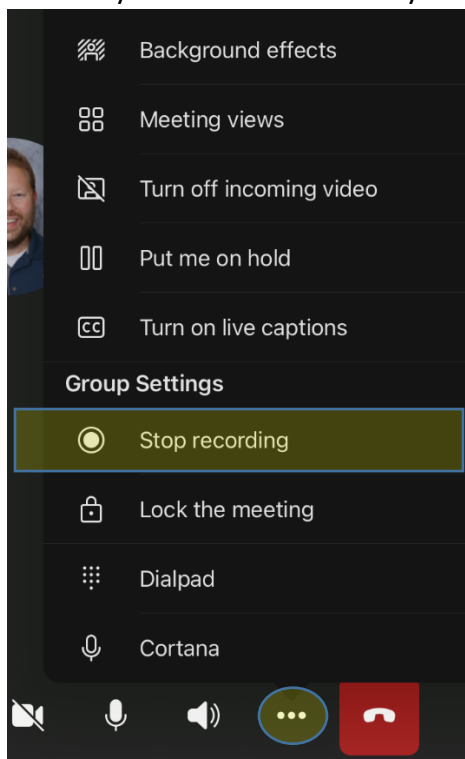 Background effects
Meeting views
Turn off incoming video
Put me on hold
CC Turn on live captions
Group Settings
Stop recording
Lock the meeting
Dialpad
Cortana